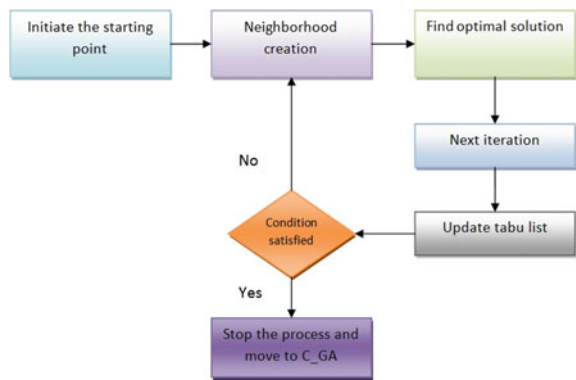 Initiate the starting
point
Neighborhood
creation
Find optimal solution
Next iteration
Update tabu list
Condition
satisfied
No
Yes
Stop the process and
move to C_GA